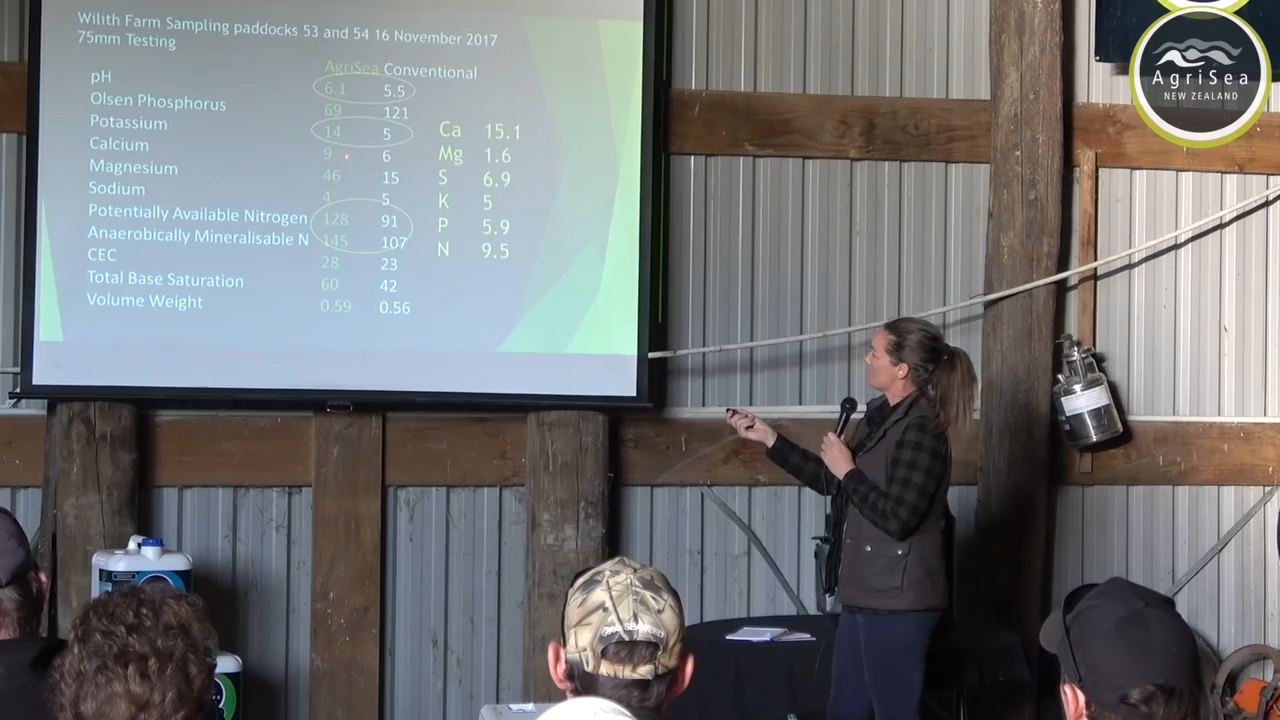 Wilith Farm Sampling paddocks 53 and 54 16 November 2017
75mm Testing
AgriSea Conventional
pH 6.1 5.5
Olsen Phosphorus 69 121
Potassium 14 5
Calcium 9 6
Magnesium 46 15
Sodium 4 5
Potentially Available Nitrogen 128 91
Anaerobically Mineralisable N 145 107
CEC 28 23
Total Base Saturation 60 42
Volume Weight 0.59 0.56
Ca 15.1
Mg 1.6
S 6.9
K 5
P 5.9
N 9.5
AgriSea
NEW ZEALAND